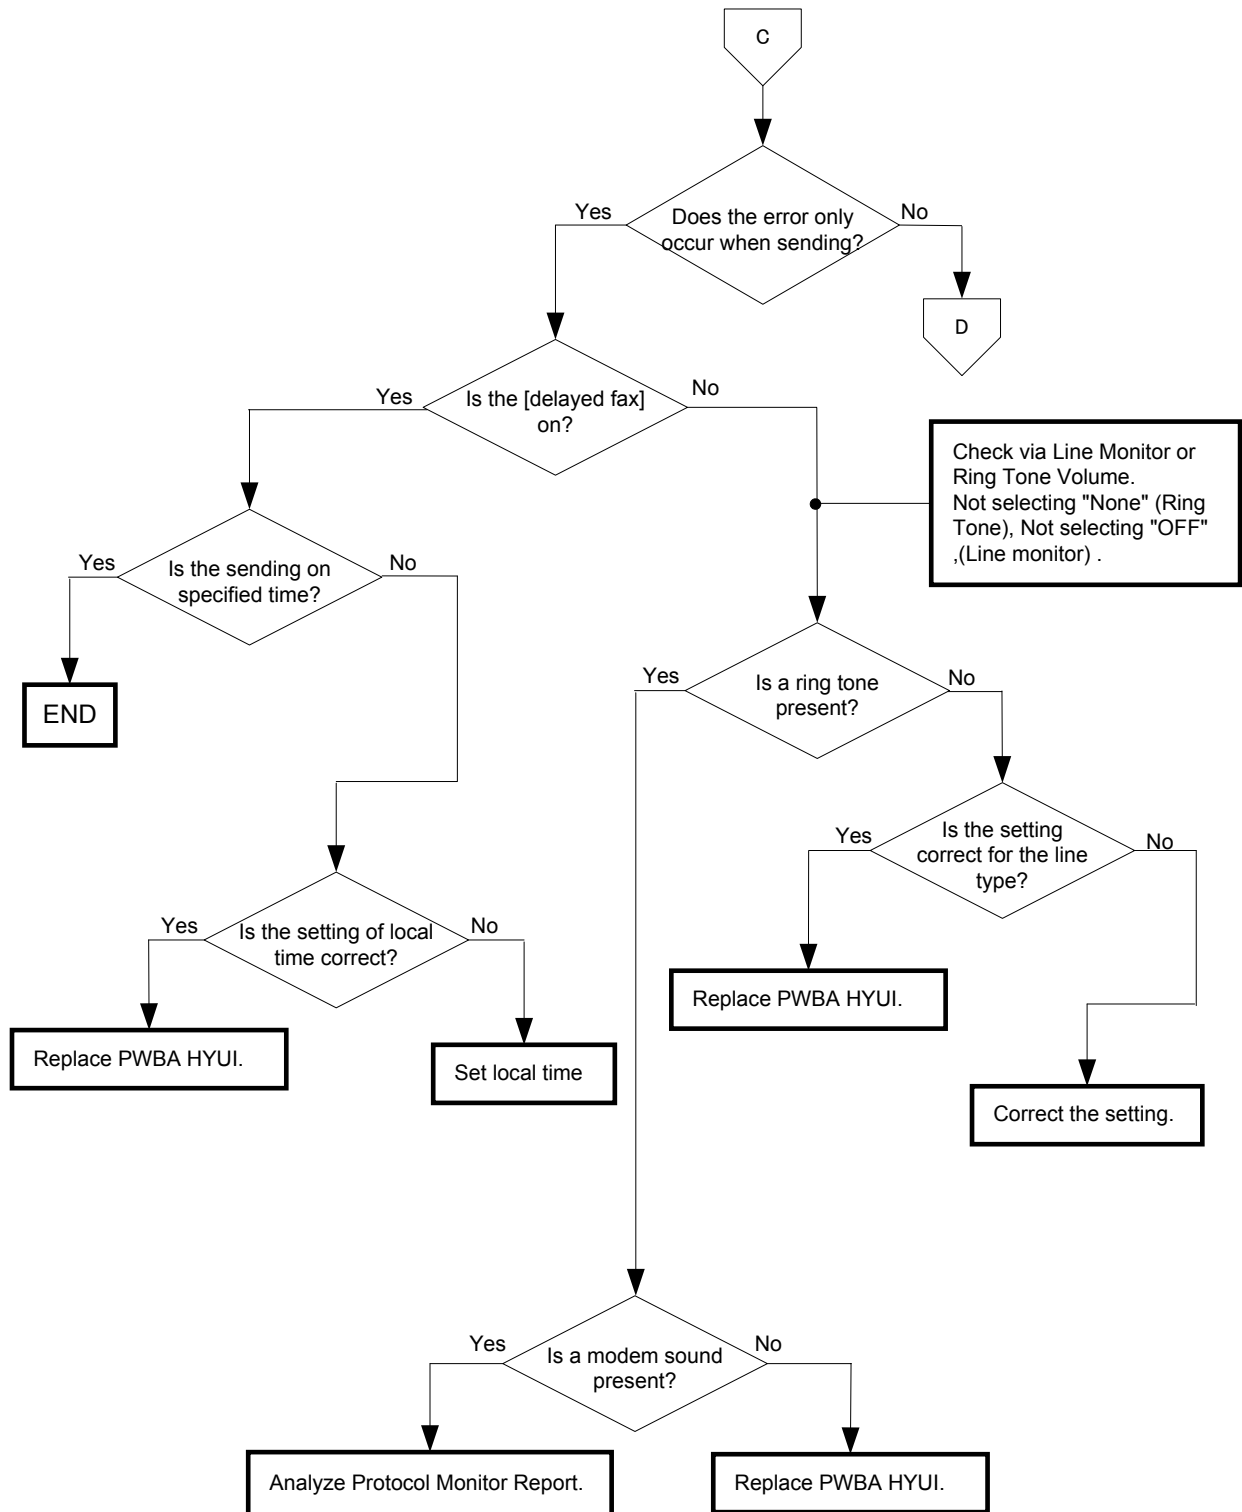 C
Does the error only
occur when sending?
Yes
No
D
Is the [delayed fax]
on?
Yes
No
Check via Line Monitor or
Ring Tone Volume.
Not selecting "None" (Ring
Tone), Not selecting "OFF"
,(Line monitor) .
Is the sending on
specified time?
Yes
No
END
Is a ring tone
present?
Yes
No
Is the setting
correct for the line
type?
Yes
No
Is the setting of local
time correct?
Yes
No
Replace PWBA HYUI.
Replace PWBA HYUI.
Set local time
Correct the setting.
Is a modem sound
present?
Yes
No
Analyze Protocol Monitor Report.
Replace PWBA HYUI.